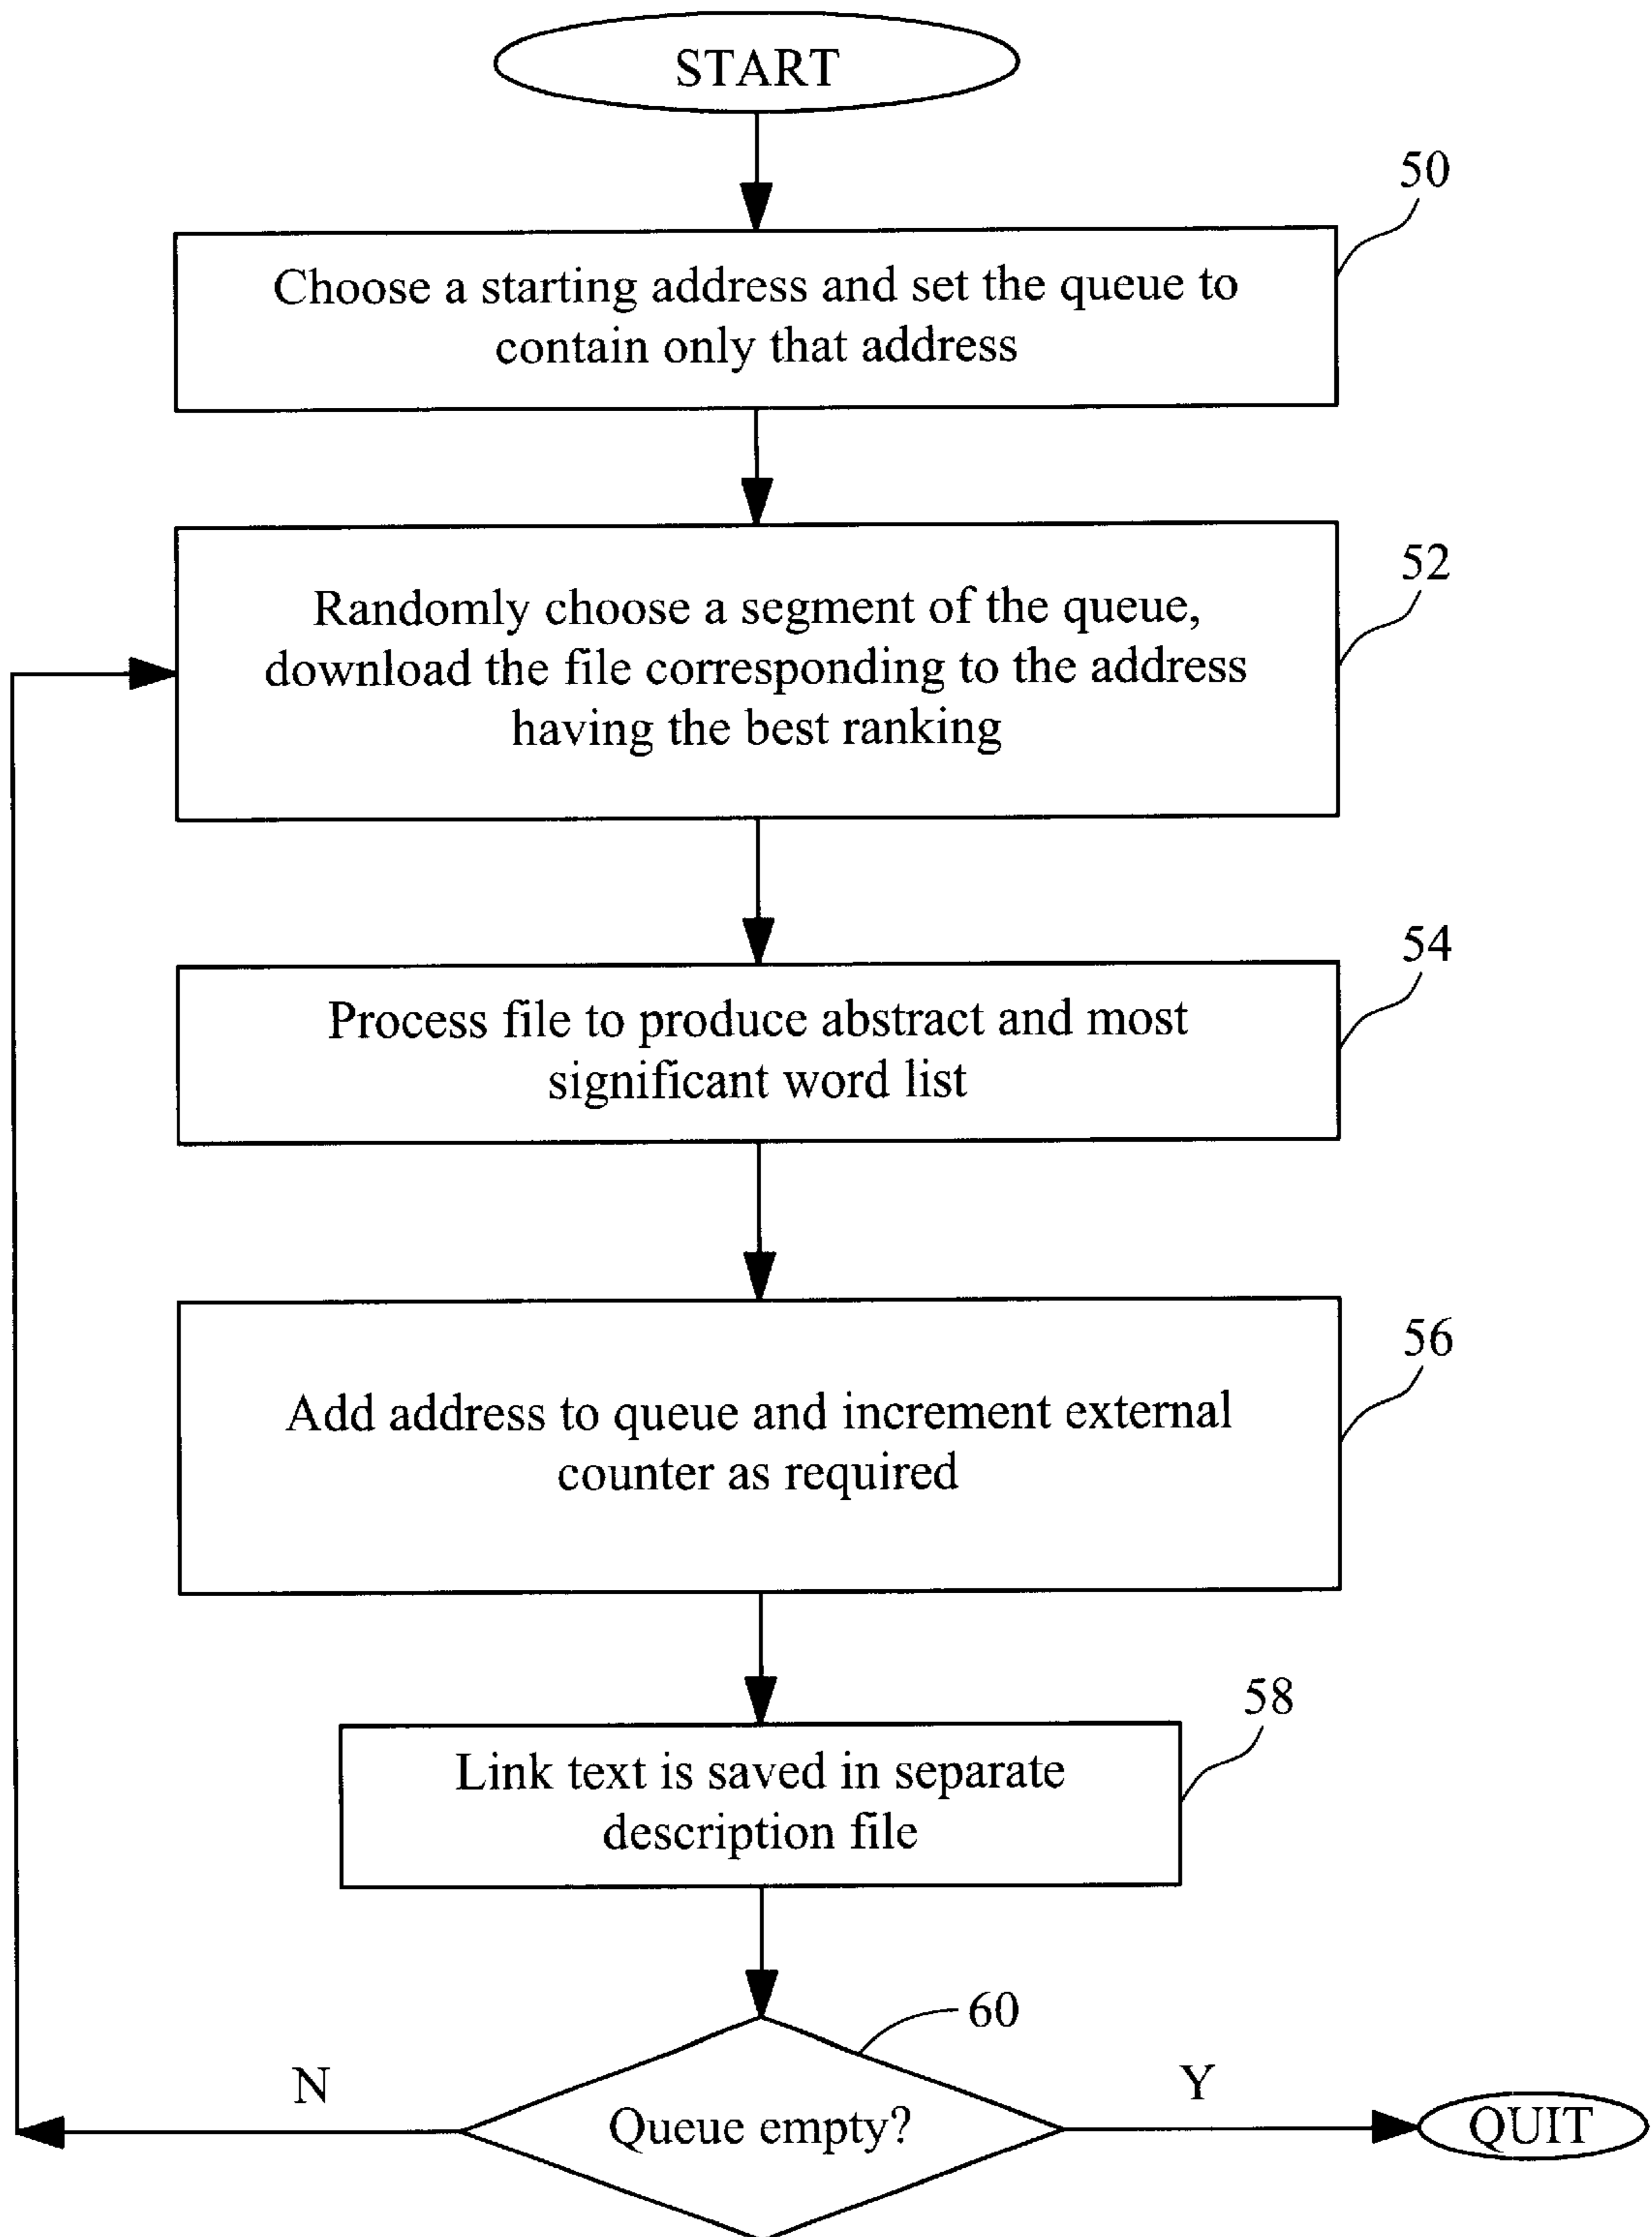 START
50
Choose a starting address and set the queue to
contain only that address
52
Randomly choose a segment of the queue,
download the file corresponding to the address
having the best ranking
54
Process file to produce abstract and most
significant word list
56
Add address to queue and increment external
counter as required
58
Link text is saved in separate
description file
60
N
Y
Queue empty?
QUIT